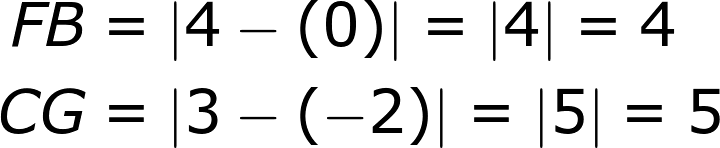 FB = |4 − (0)| = |4| = 4
CG = |3 − (−2)| = |5| = 5